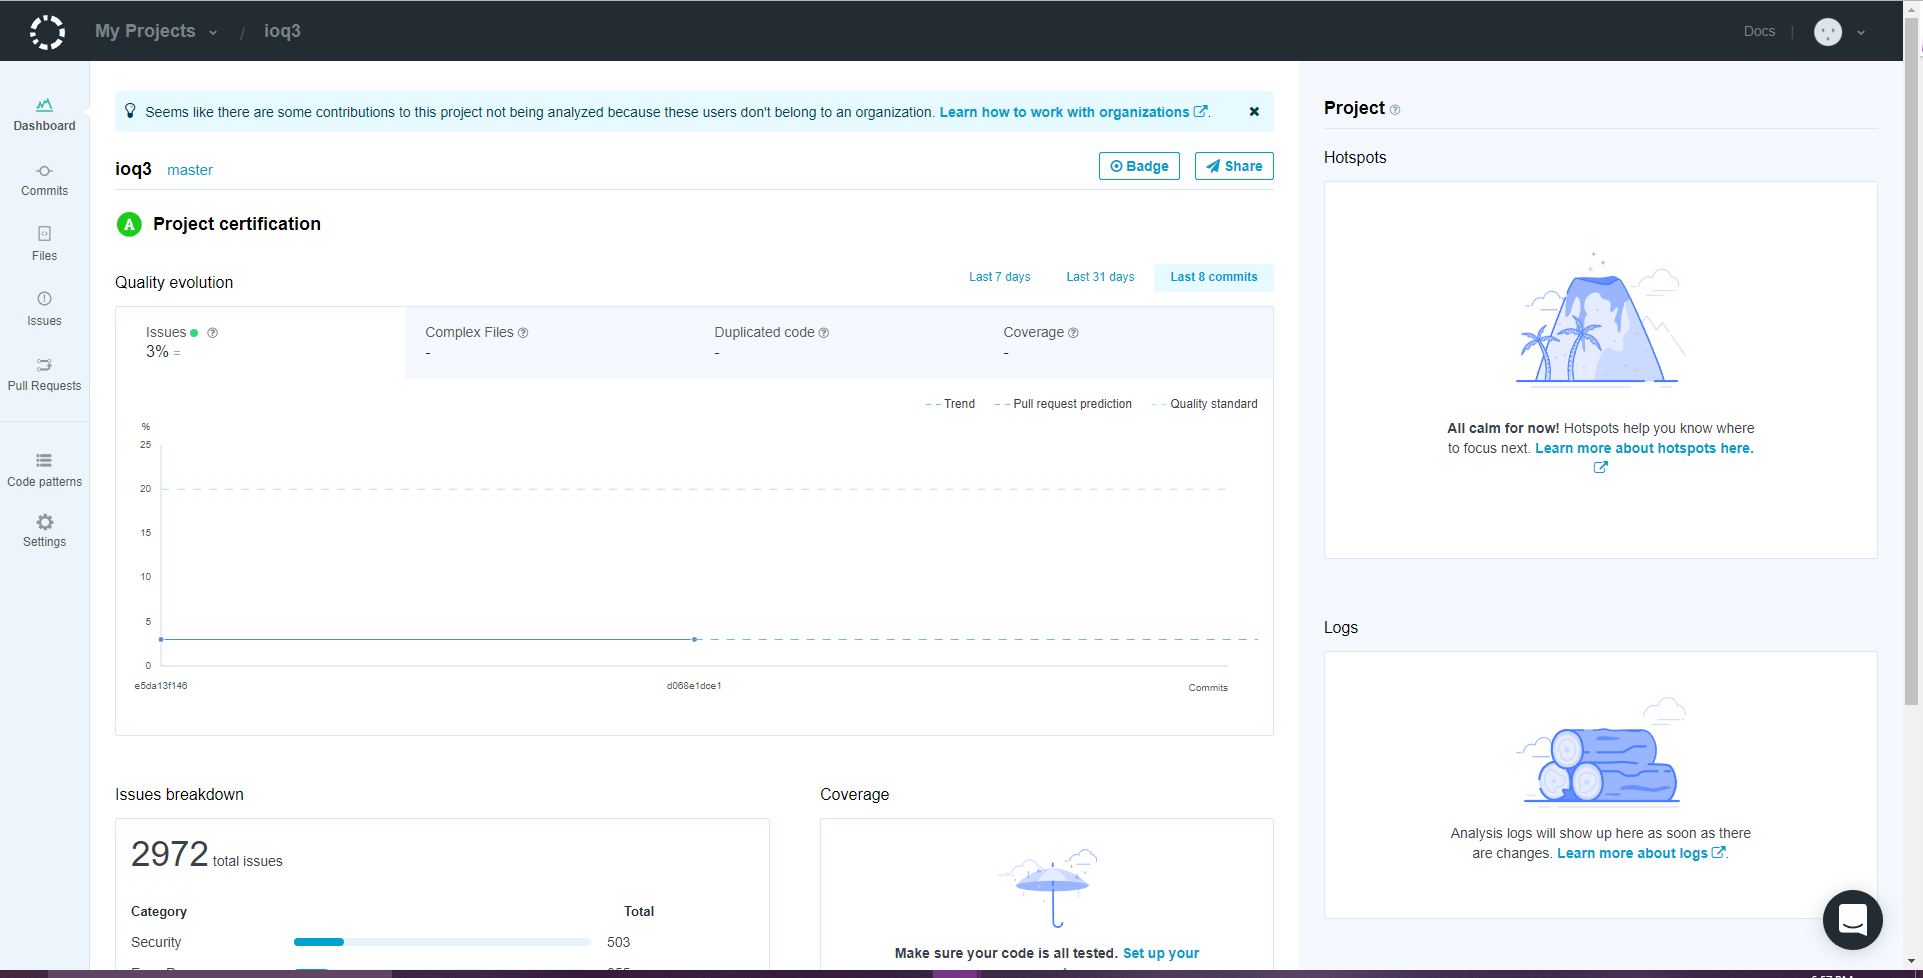 My Projects / ioq3
Docs |
Dashboard
Commits
Files
Issues
Pull Requests
Code patterns
Settings
Seems like there are some contributions to this project not being analyzed because these users don't belong to an organization. Learn how to work with organizations.
ioq3 master
Badge
Share
A Project certification
Quality evolution
Last 7 days
Last 31 days
Last 8 commits
Issues
3% =
Complex Files
-
Duplicated code
-
Coverage
-
Trend
Pull request prediction
Quality standard
%
25
20
15
10
5
0
e5da13f146
d068e1dce1
Commits
Issues breakdown
2972 total issues
Category Total
Security 503
Coverage
Make sure your code is all tested. Set up your
Project
Hotspots
All calm for now! Hotspots help you know where
to focus next. Learn more about hotspots here.
Logs
Analysis logs will show up here as soon as there
are changes. Learn more about logs.